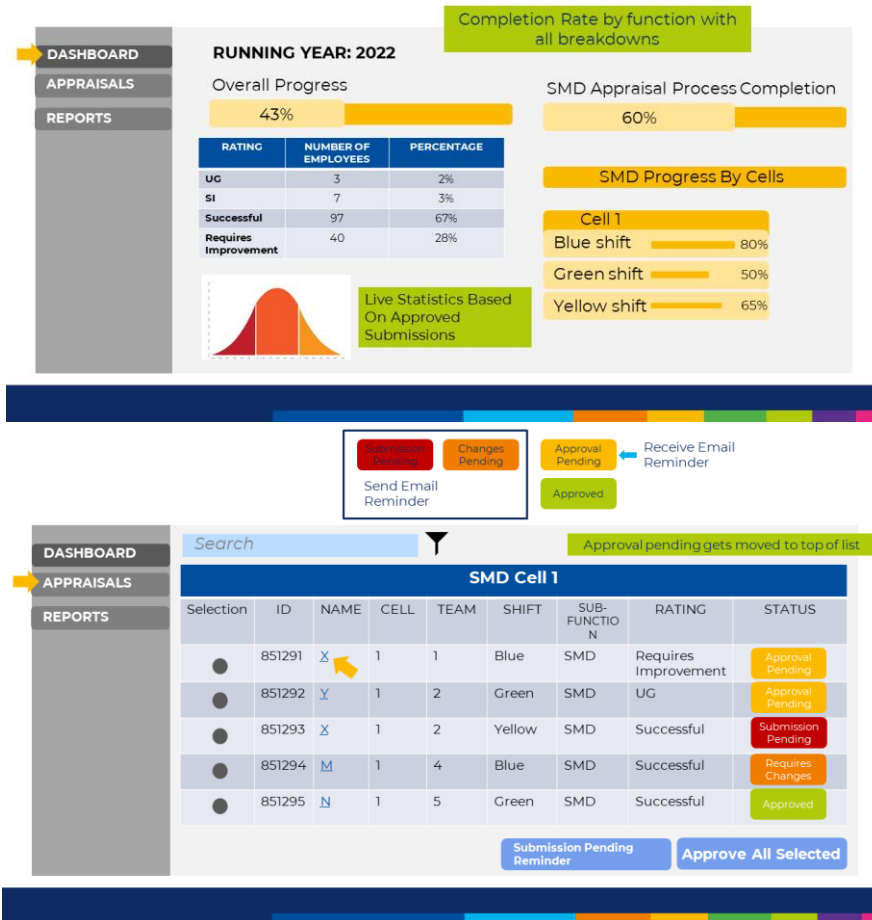 Completion Rate by function with
all breakdowns
DASHBOARD
APPRAISALS
REPORTS
RUNNING YEAR: 2022
Overall Progress
43%
SMD Appraisal Process Completion
60%
RATING NUMBER OF EMPLOYEES PERCENTAGE
UG 3 2%
SI 7 3%
Successful 97 67%
Requires Improvement 40 28%
SMD Progress By Cells
Cell 1
Blue shift 80%
Green shift 50%
Yellow shift 65%
Live Statistics Based
On Approved
Submissions
Submission
Pending
Changes
Pending
Send Email
Reminder
Approval
Pending
Receive Email
Reminder
Approved
DASHBOARD
APPRAISALS
REPORTS
Search
Approval pending gets moved to top of list
SMD Cell 1
Selection ID NAME CELL TEAM SHIFT SUB-FUNCTION RATING STATUS
851291 X 1 1 Blue SMD Requires Improvement Approval Pending
851292 Y 1 2 Green SMD UG Approval Pending
851293 X 1 2 Yellow SMD Successful Submission Pending
851294 M 1 4 Blue SMD Successful Requires Changes
851295 N 1 5 Green SMD Successful Approved
Submission Pending
Reminder
Approve All Selected